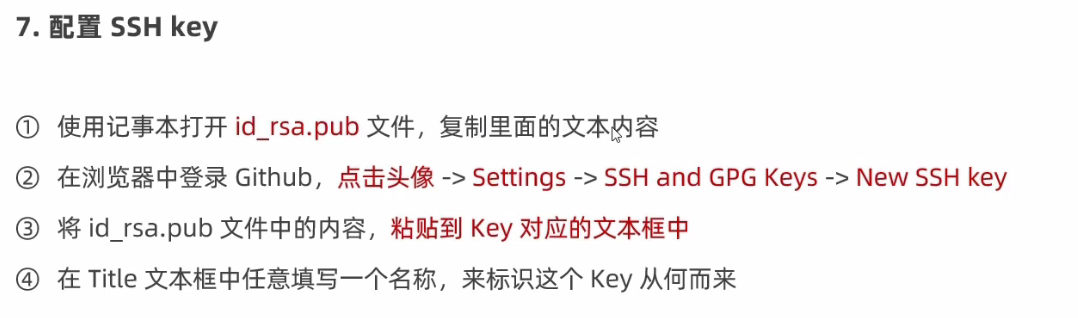 7. 配置 SSH key
① 使用记事本打开 id_rsa.pub 文件，复制里面的文本内容
② 在浏览器中登录 Github，点击头像 -> Settings -> SSH and GPG Keys -> New SSH key
③ 将 id_rsa.pub 文件中的内容，粘贴到 Key 对应的文本框中
④ 在 Title 文本框中任意填写一个名称，来标识这个 Key 从何而来